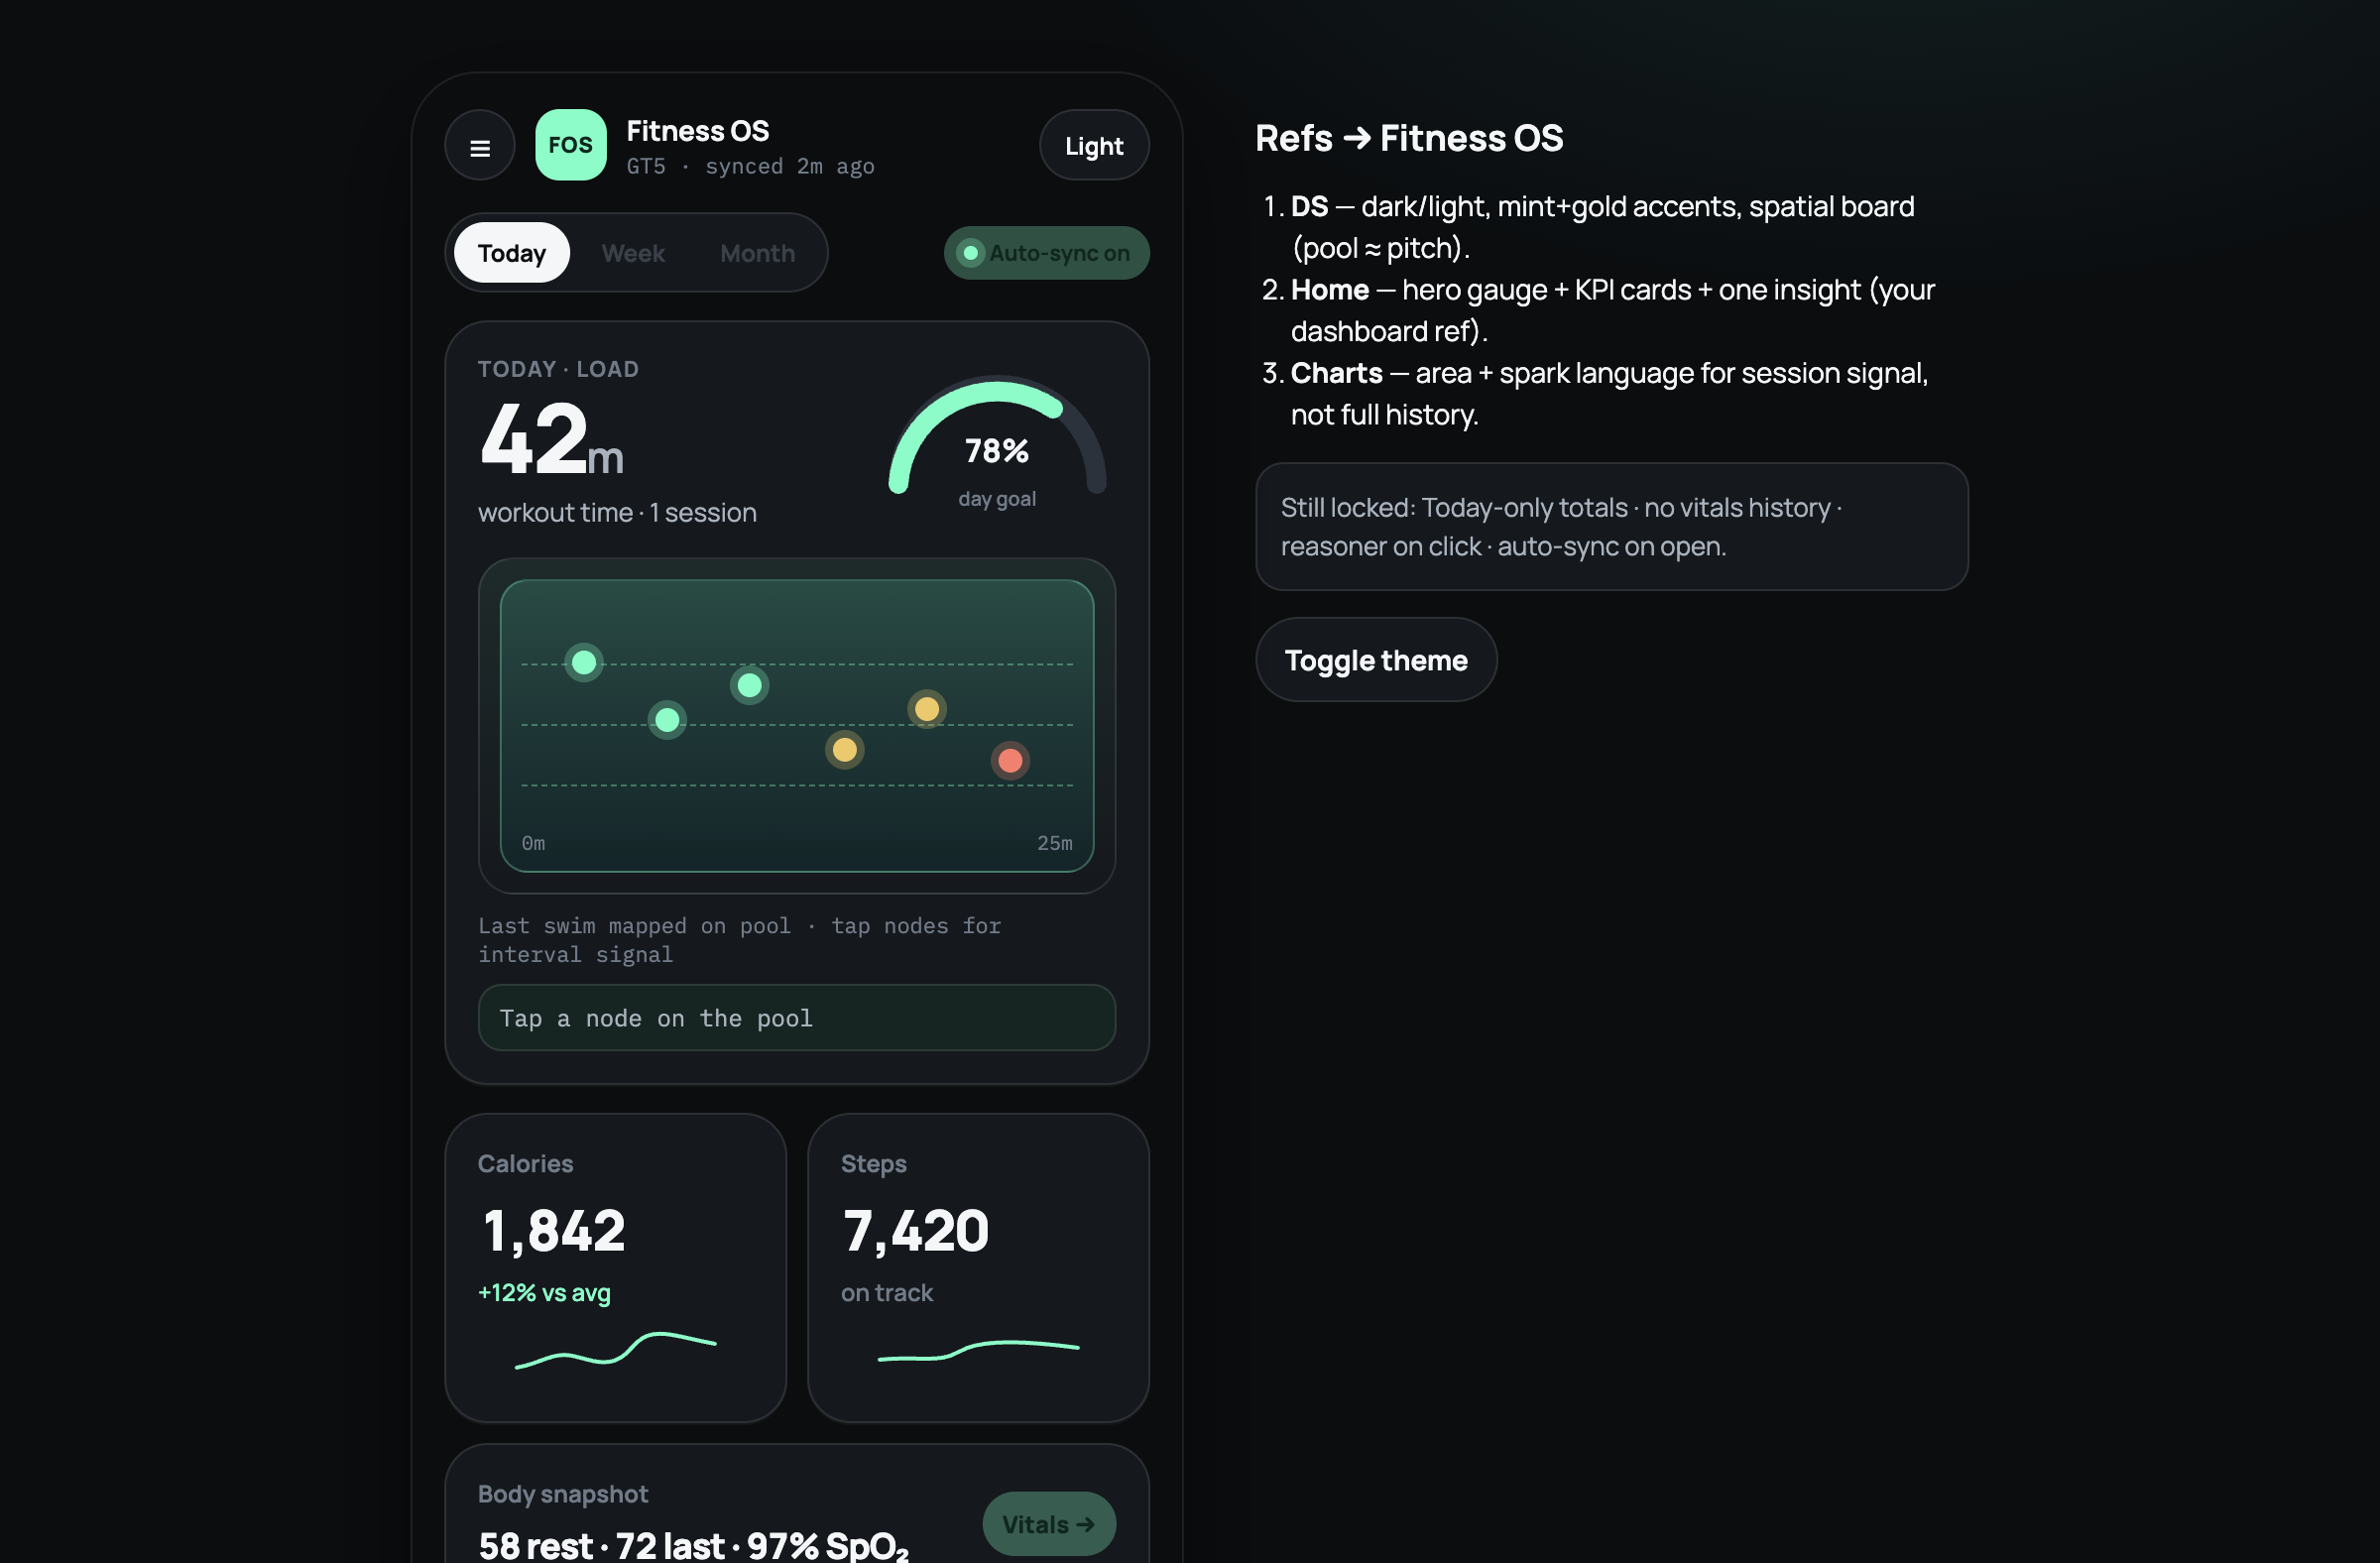 ≡
FOS
Fitness OS
GT5 · synced 2m ago
Light
Today
Week
Month
Auto-sync on
TODAY · LOAD
42m
workout time · 1 session
78%
day goal
0m
25m
Last swim mapped on pool · tap nodes for
interval signal
Tap a node on the pool
Calories
1,842
+12% vs avg
Steps
7,420
on track
Body snapshot
58 rest · 72 last · 97% SpO₂
Vitals →
Refs → Fitness OS
1. DS — dark/light, mint+gold accents, spatial board
(pool ≈ pitch).
2. Home — hero gauge + KPI cards + one insight (your
dashboard ref).
3. Charts — area + spark language for session signal,
not full history.
Still locked: Today-only totals · no vitals history ·
reasoner on click · auto-sync on open.
Toggle theme